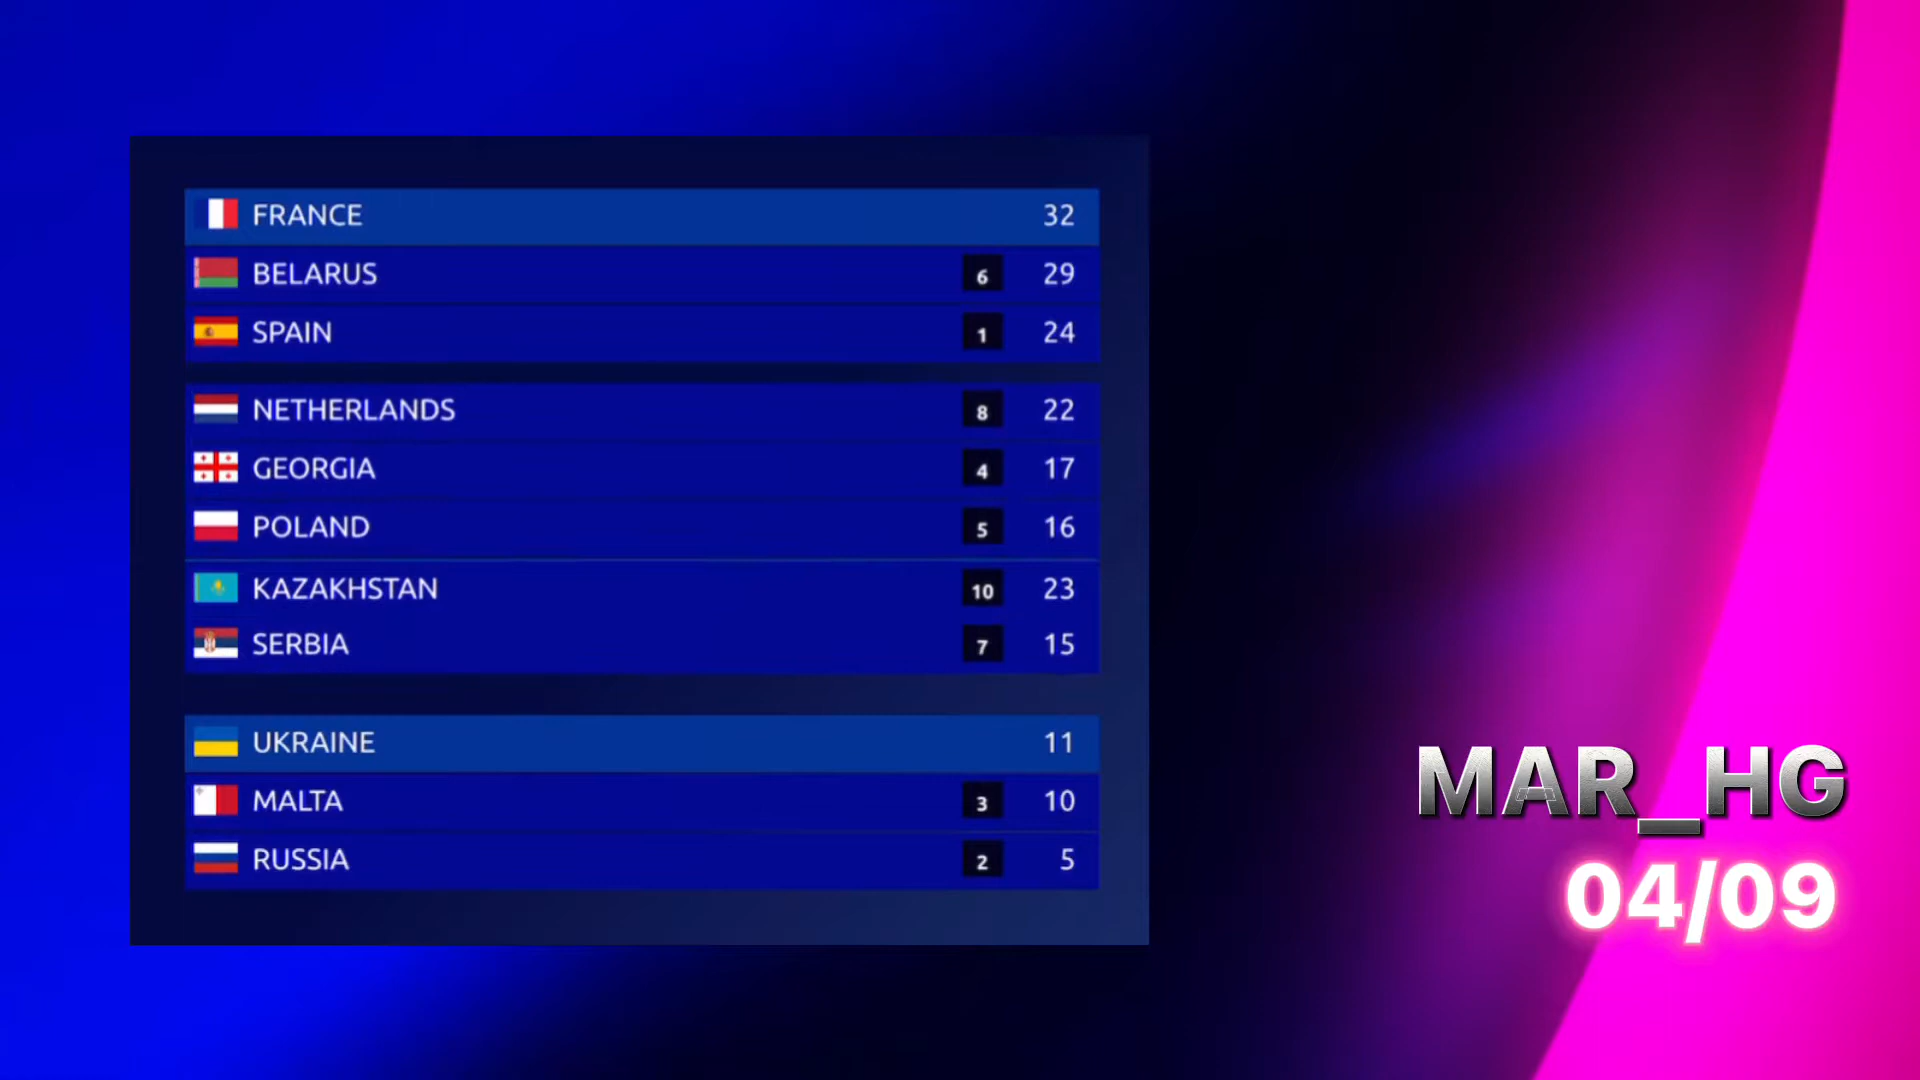 FRANCE 32
BELARUS 6 29
SPAIN 1 24
NETHERLANDS 8 22
GEORGIA 4 17
POLAND 5 16
KAZAKHSTAN 10 23
SERBIA 7 15
UKRAINE 11
MALTA 3 10
RUSSIA 2 5
MAR_HG
04/09